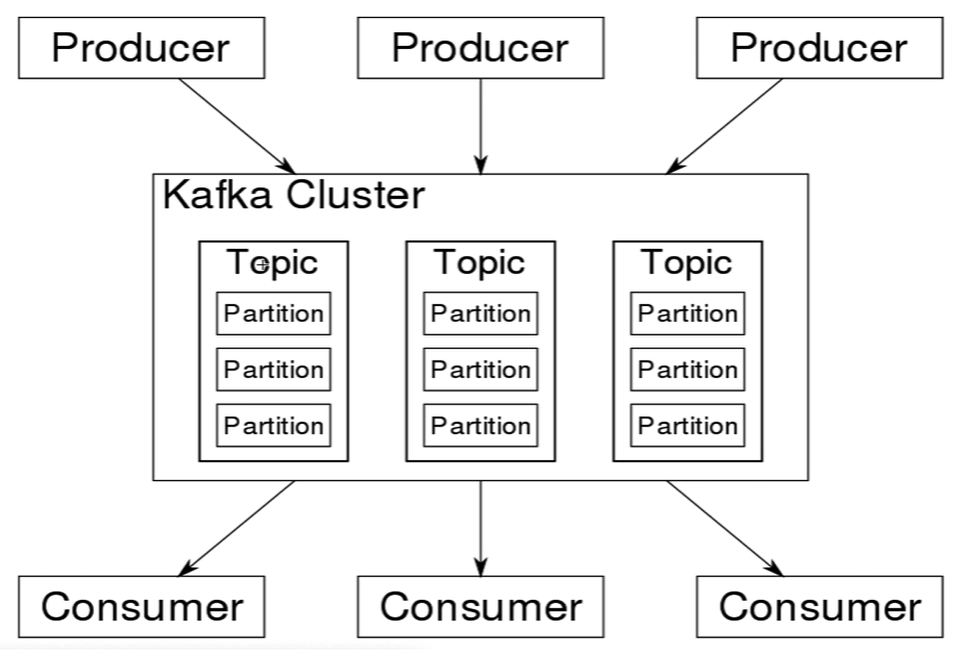 Producer Producer Producer
Kafka Cluster
Topic Topic Topic
Partition Partition Partition
Partition Partition Partition
Partition Partition Partition
Consumer Consumer Consumer